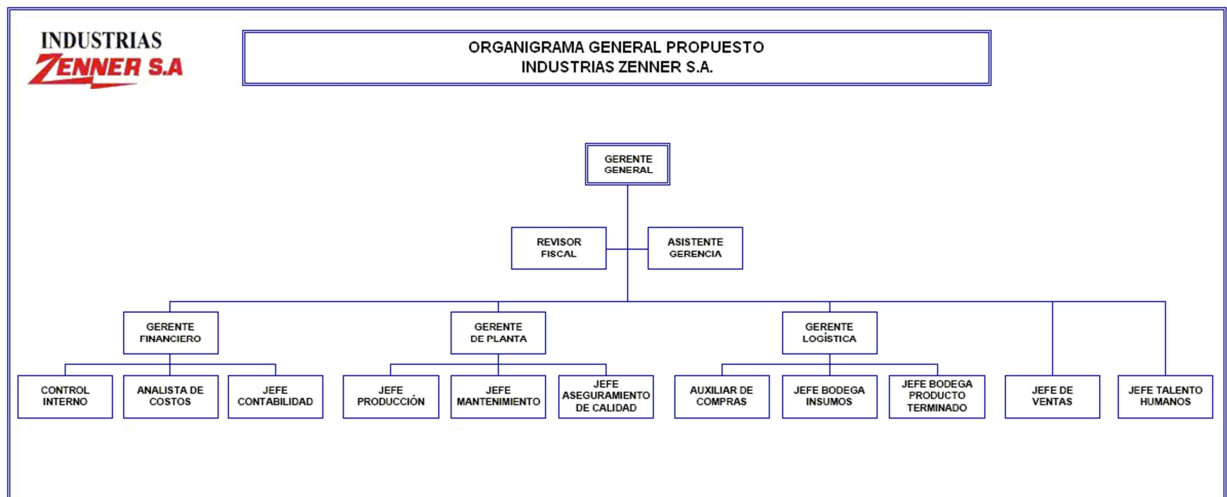 INDUSTRIAS
ZENNER S.A
ORGANIGRAMA GENERAL PROPUESTO
INDUSTRIAS ZENNER S.A.
GERENTE
GENERAL
REVISOR
FISCAL
ASISTENTE
GERENCIA
GERENTE
FINANCIERO
GERENTE
DE PLANTA
GERENTE
LOGÍSTICA
CONTROL
INTERNO
ANALISTA DE
COSTOS
JEFE
CONTABILIDAD
JEFE
PRODUCCIÓN
JEFE
MANTENIMIENTO
JEFE
ASEGURAMIENTO
DE CALIDAD
AUXILIAR DE
COMPRAS
JEFE BODEGA
INSUMOS
JEFE BODEGA
PRODUCTO
TERMINADO
JEFE DE
VENTAS
JEFE TALENTO
HUMANOS